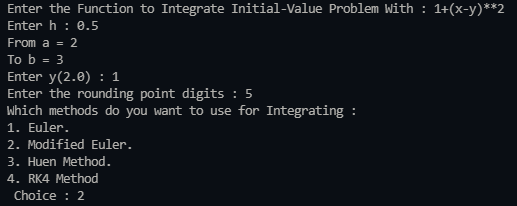 Enter the Function to Integrate Initial-Value Problem With : 1+(x-y)**2
Enter h : 0.5
From a = 2
To b = 3
Enter y(2.0) : 1
Enter the rounding point digits : 5
Which methods do you want to use for Integrating :
1. Euler.
2. Modified Euler.
3. Huen Method.
4. RK4 Method
Choice : 2